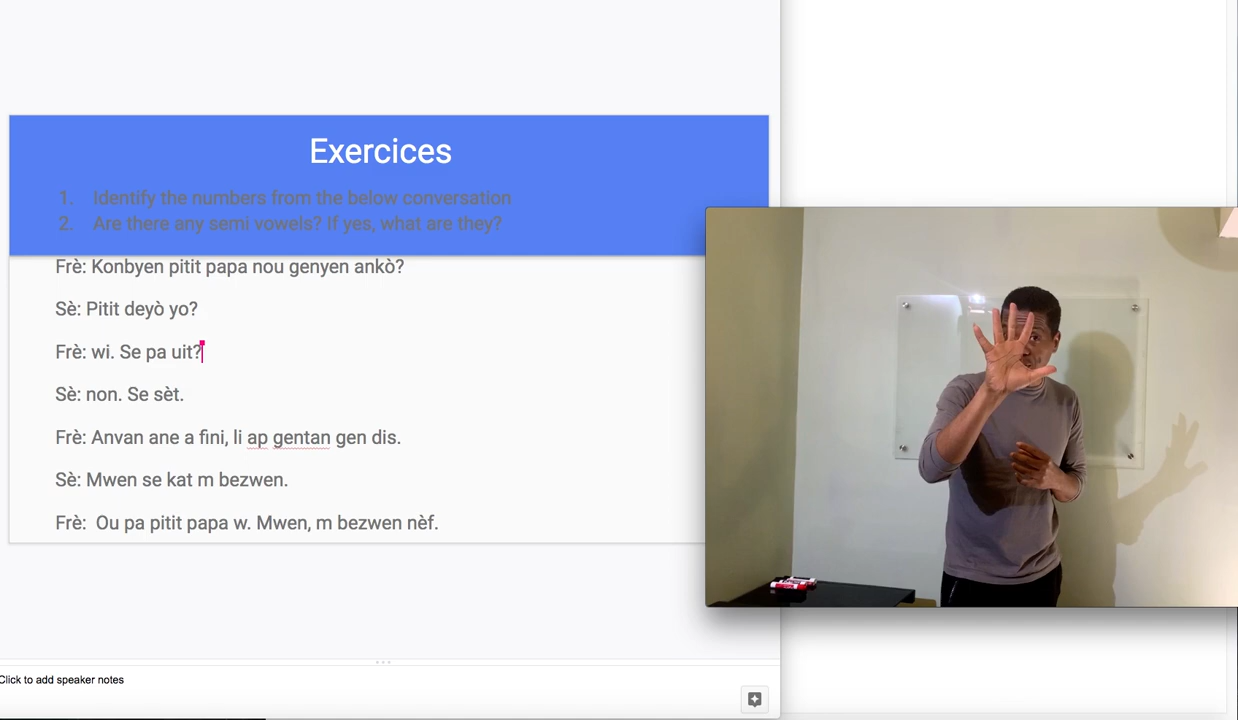 Exercices
1. Identify the numbers from the below conversation
2. Are there any semi vowels? If yes, what are they?
Frè: Konbyen pitit papa nou genyen ankò?
Sè: Pitit deyò yo?
Frè: wi. Se pa uit?
Sè: non. Se sèt.
Frè: Anvan ane a fini, li ap gentan gen dis.
Sè: Mwen se kat m bezwen.
Frè: Ou pa pitit papa w. Mwen, m bezwen nèf.
Click to add speaker notes